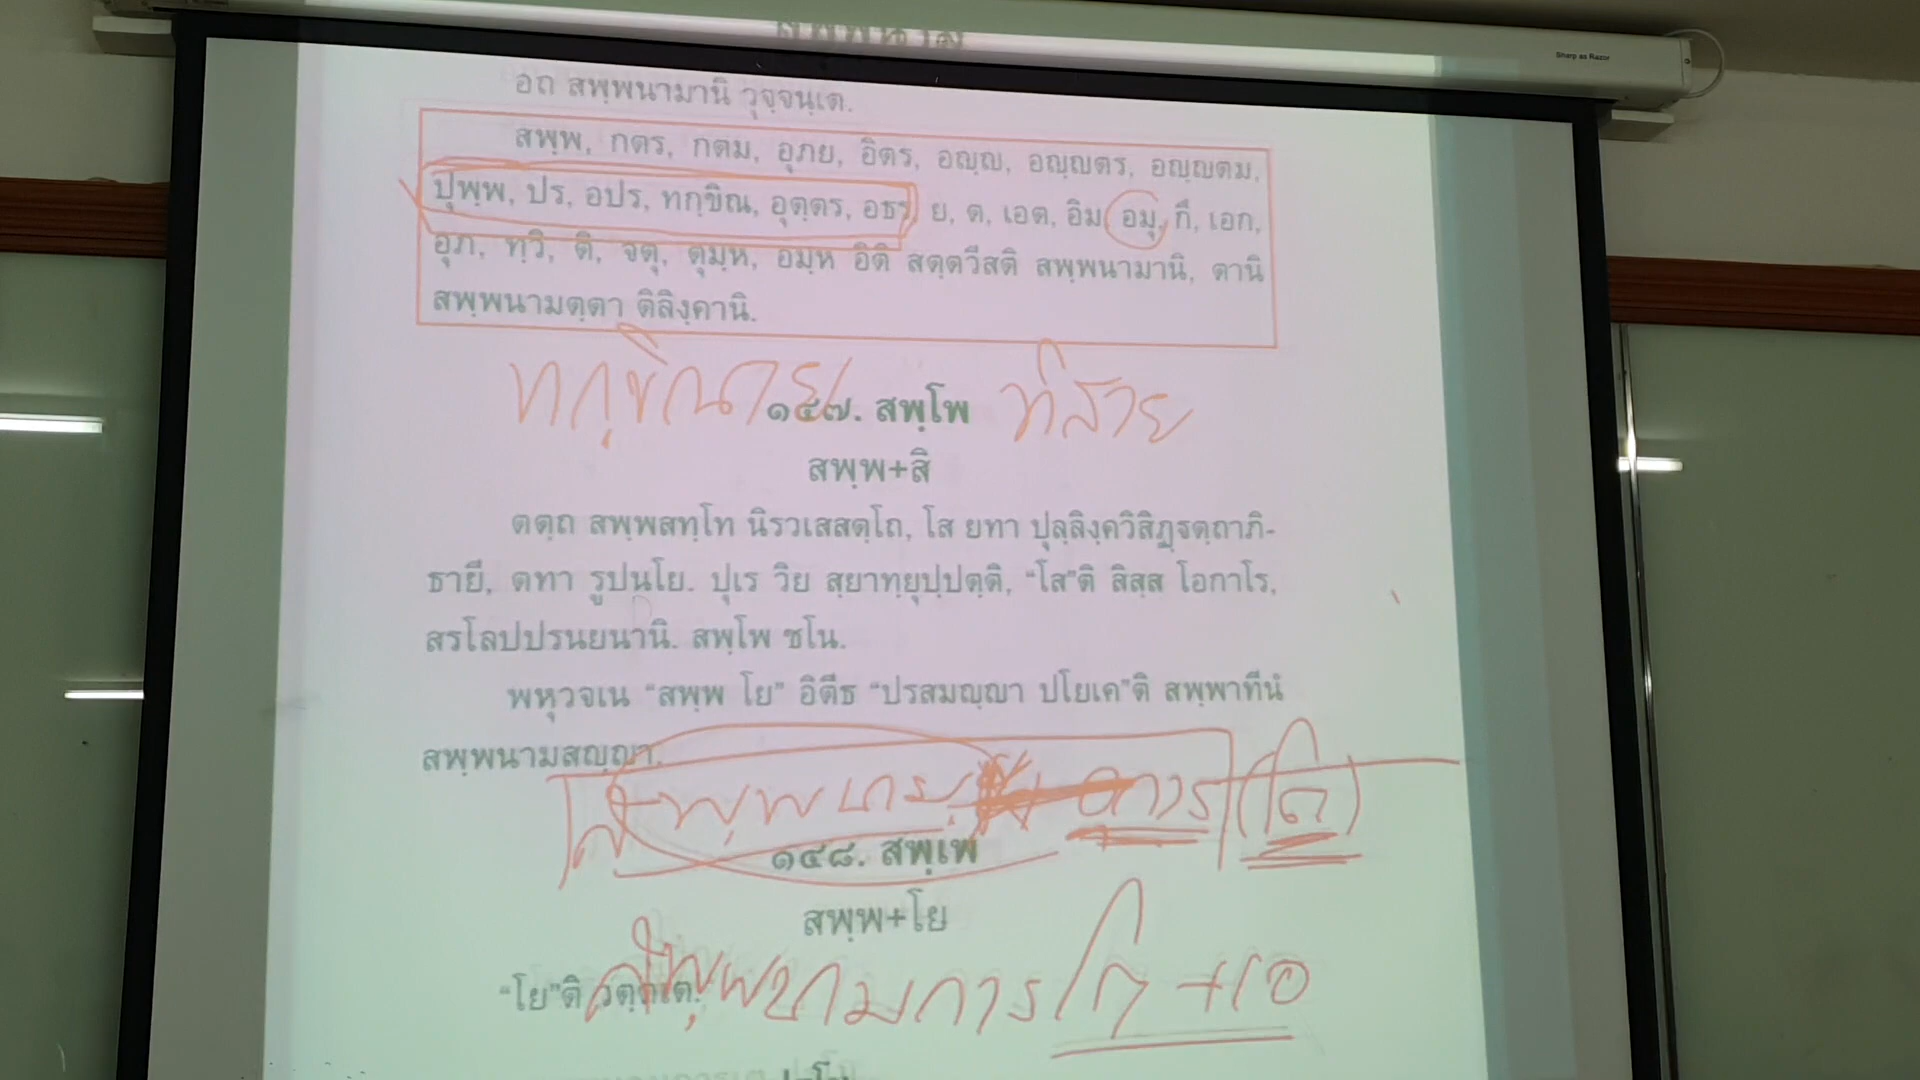 Sharp as Razor
อถ สพฺพนามานิ วุจฺจนฺเต.
สพฺพ, กตร, กตม, อุภย, อิตร, อญฺญ, อญฺญตร, อญฺญตม,
ปุพฺพ, ปร, อปร, ทกฺขิณ, อุตฺตร, อธร ย, ต, เอต, อิม อมุ, กึ, เอก,
อุภ, ทฺวิ, ติ, จตุ, ตุมฺห, อมฺห อิติ สตฺตวีสติ สพฺพนามานิ, ตานิ
สพฺพนามตฺตา ติลิงฺคานิ.
ทกฺขิณาย
๑๔๗. สพฺโพ
สพฺพ+สิ
ตตฺถ สพฺพสทฺโท นิรวเสสตฺโถ, โส ยทา ปุลฺลิงฺควิสิฏฺฐตฺถาภิ-
ธายี, ตทา รูปนโย. ปุเร วิย สฺยาทฺยุปฺปตฺติ, “โส”ติ สิสฺส โอกาโร,
สรโลปปรนยนานิ. สพฺโพ ชโน.
พหุวจเน “สพฺพ โย” อิตีธ “ปรสมญฺญา ปโยเค”ติ สพฺพาทีนํ
สพฺพนามสญฺญา.
๑๔๘. สพฺเพ
สพฺพ+โย
“โย”ติ วตฺตเต.